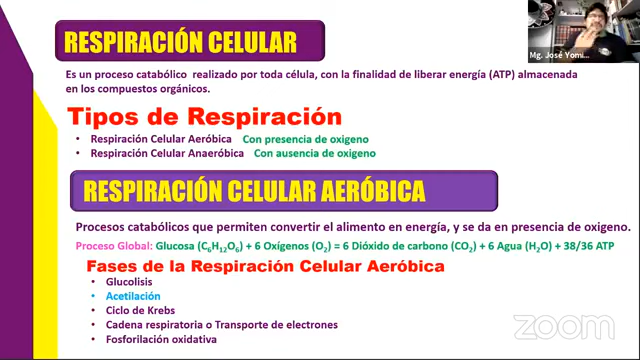 RESPIRACIÓN CELULAR
Mg. José Yomi...
Es un proceso catabólico realizado por toda célula, con la finalidad de liberar energía (ATP) almacenada
en los compuestos orgánicos.
Tipos de Respiración
• Respiración Celular Aeróbica Con presencia de oxigeno
• Respiración Celular Anaeróbica Con ausencia de oxigeno
RESPIRACIÓN CELULAR AERÓBICA
Procesos catabólicos que permiten convertir el alimento en energía, y se da en presencia de oxigeno.
Proceso Global: Glucosa (C₆H₁₂O₆) + 6 Oxígenos (O₂) = 6 Dióxido de carbono (CO₂) + 6 Agua (H₂O) + 38/36 ATP
Fases de la Respiración Celular Aeróbica
• Glucolisis
• Acetilación
• Ciclo de Krebs
• Cadena respiratoria o Transporte de electrones
• Fosforilación oxidativa
zoom